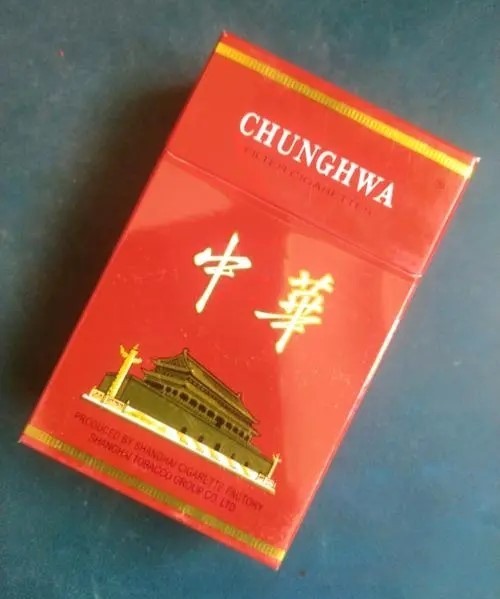 CHUNGHWA
FILTER CIGARETTES
中華
PRODUCED BY SHANGHAI CIGARETTE FACTORY
SHANGHAI TOBACCO GROUP CO. LTD